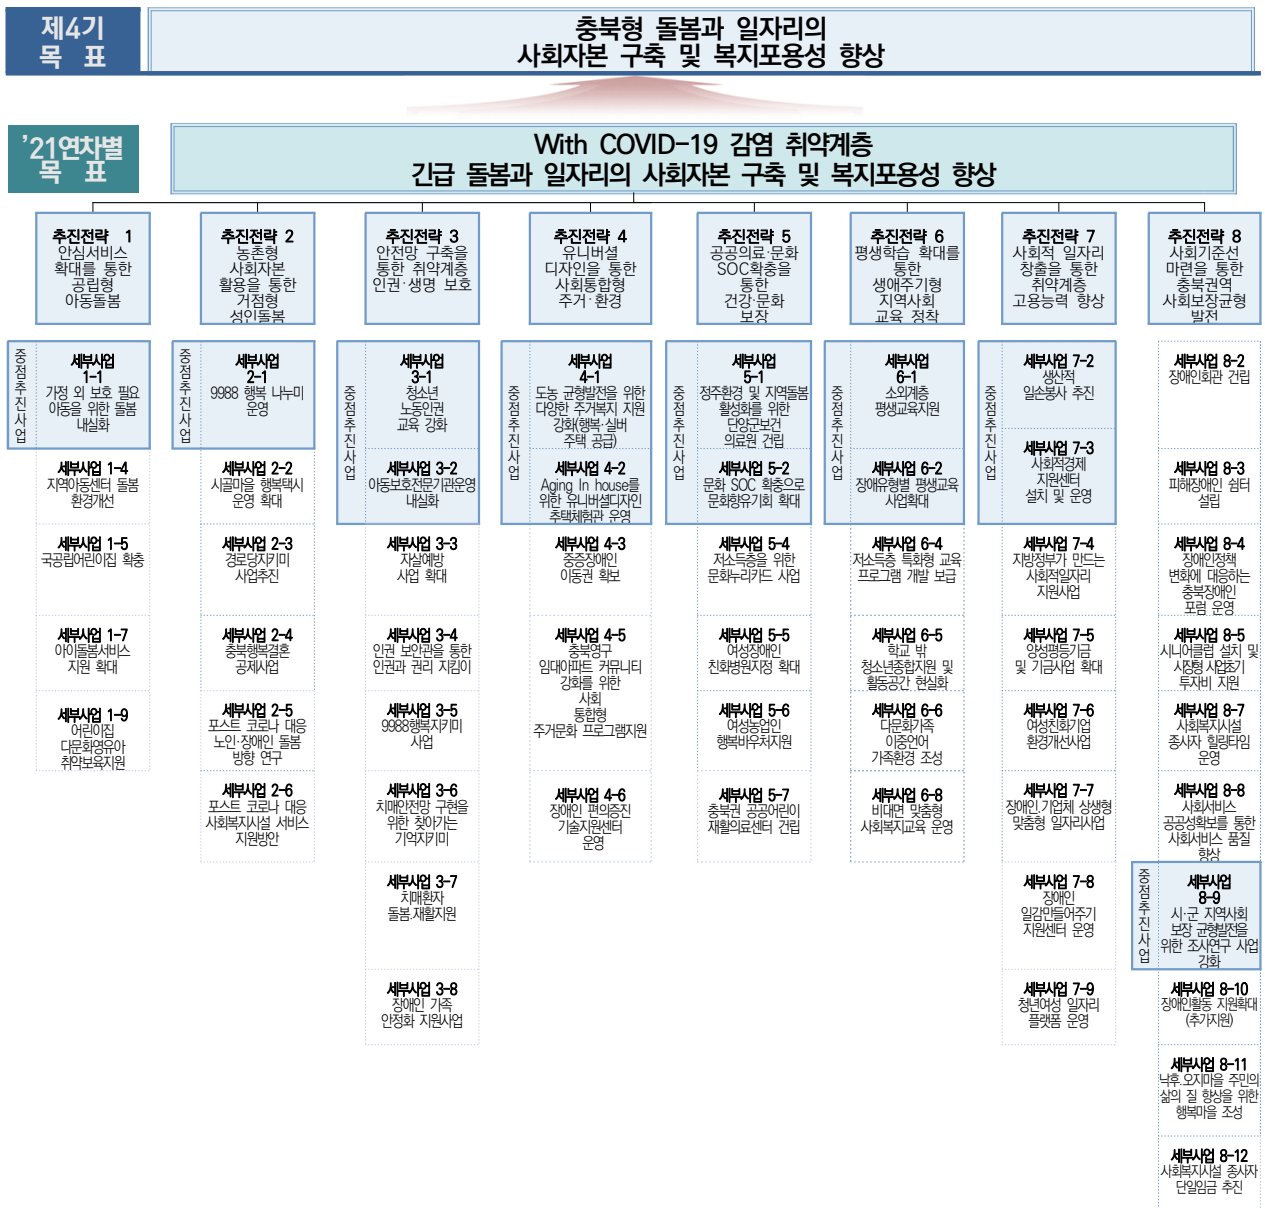 제4기
목 표
충북형 돌봄과 일자리의
사회자본 구축 및 복지포용성 향상
'21연차별
목 표
With COVID-19 감염 취약계층
긴급 돌봄과 일자리의 사회자본 구축 및 복지포용성 향상
추진전략 1
안심서비스
확대를 통한
공립형
아동돌봄
추진전략 2
농촌형
사회자본
활용을 통한
거점형
성인돌봄
추진전략 3
안전망 구축을
통한 취약계층
인권·생명 보호
추진전략 4
유니버셜
디자인을 통한
사회통합형
주거·환경
추진전략 5
공공의료·문화
SOC확충을
통한
건강·문화
보장
추진전략 6
평생학습 확대를
통한
생애주기형
지역사회
교육 정착
추진전략 7
사회적 일자리
창출을 통한
취약계층
고용능력 향상
추진전략 8
사회기준선
마련을 통한
충북권역
사회보장균형
발전
중점추진사업
세부사업
1-1
가정 외 보호 필요
아동을 위한 돌봄
내실화
세부사업 1-4
지역아동센터 돌봄
환경개선
세부사업 1-5
국공립어린이집 확충
세부사업 1-7
아이돌봄서비스
지원 확대
세부사업 1-9
어린이집
다문화영유아
취약보육지원
중점추진사업
세부사업
2-1
9988 행복 나누미
운영
세부사업 2-2
시골마을 행복택시
운영 확대
세부사업 2-3
경로당지키미
사업추진
세부사업 2-4
충북행복결혼
공제사업
세부사업 2-5
포스트 코로나 대응
노인·장애인 돌봄
방향 연구
세부사업 2-6
포스트 코로나 대응
사회복지시설 서비스
지원방안
중점추진사업
세부사업
3-1
청소년
노동인권
교육 강화
세부사업 3-2
아동보호전문기관운영
내실화
세부사업 3-3
자살예방
사업 확대
세부사업 3-4
인권 보안관을 통한
인권과 권리 지킴이
세부사업 3-5
9988행복지키미
사업
세부사업 3-6
치매안전망 구현을
위한 찾아가는
기억지키미
세부사업 3-7
치매환자
돌봄.재활지원
세부사업 3-8
장애인 가족
안정화 지원사업
중점추진사업
세부사업
4-1
도농 균형발전을 위한
다양한 주거복지 지원
강화(행복·실버
주택 공급)
세부사업 4-2
Aging In house를
위한 유니버셜디자인
주택체험관 운영
세부사업 4-3
중증장애인
이동권 확보
세부사업 4-5
충북영구
임대아파트 커뮤니티
강화를 위한
사회
통합형
주거문화 프로그램지원
세부사업 4-6
장애인 편의증진
기술지원센터
운영
중점추진사업
세부사업
5-1
정주환경 및 지역돌봄
활성화를 위한
단양군보건
의료원 건립
세부사업 5-2
문화 SOC 확충으로
문화향유기회 확대
세부사업 5-4
저소득층을 위한
문화누리카드 사업
세부사업 5-5
여성장애인
친화병원지정 확대
세부사업 5-6
여성농업인
행복바우처지원
세부사업 5-7
충북권 공공어린이
재활의료센터 건립
중점추진사업
세부사업
6-1
소외계층
평생교육지원
세부사업 6-2
장애유형별 평생교육
사업확대
세부사업 6-4
저소득층 특화형 교육
프로그램 개발 보급
세부사업 6-5
학교 밖
청소년종합지원 및
활동공간 현실화
세부사업 6-6
다문화가족
이중언어
가족환경 조성
세부사업 6-8
비대면 맞춤형
사회복지교육 운영
중점추진사업
세부사업 7-2
생산적
일손봉사 추진
세부사업 7-3
사회적경제
지원센터
설치 및 운영
세부사업 7-4
지방정부가 만드는
사회적일자리
지원사업
세부사업 7-5
양성평등기금
및 기금사업 확대
세부사업 7-6
여성친화기업
환경개선사업
세부사업 7-7
장애인.기업체 상생형
맞춤형 일자리사업
세부사업 7-8
장애인
일감만들어주기
지원센터 운영
세부사업 7-9
청년여성 일자리
플랫폼 운영
세부사업 8-2
장애인회관 건립
세부사업 8-3
피해장애인 쉼터
설립
세부사업 8-4
장애인정책
변화에 대응하는
충북장애인
포럼 운영
세부사업 8-5
시니어클럽 설치 및
시장형 사업초기
투자비 지원
세부사업 8-7
사회복지시설
종사자 힐링타임
운영
세부사업 8-8
사회서비스
공공성확보를 통한
사회서비스 품질
향상
중점추진사업
세부사업
8-9
시·군 지역사회
보장 균형발전을
위한 조사연구 사업
강화
세부사업 8-10
장애인활동 지원확대
(추가지원)
세부사업 8-11
낙후.오지마을 주민의
삶의 질 향상을 위한
행복마을 조성
세부사업 8-12
사회복지시설 종사자
단일임금 추진